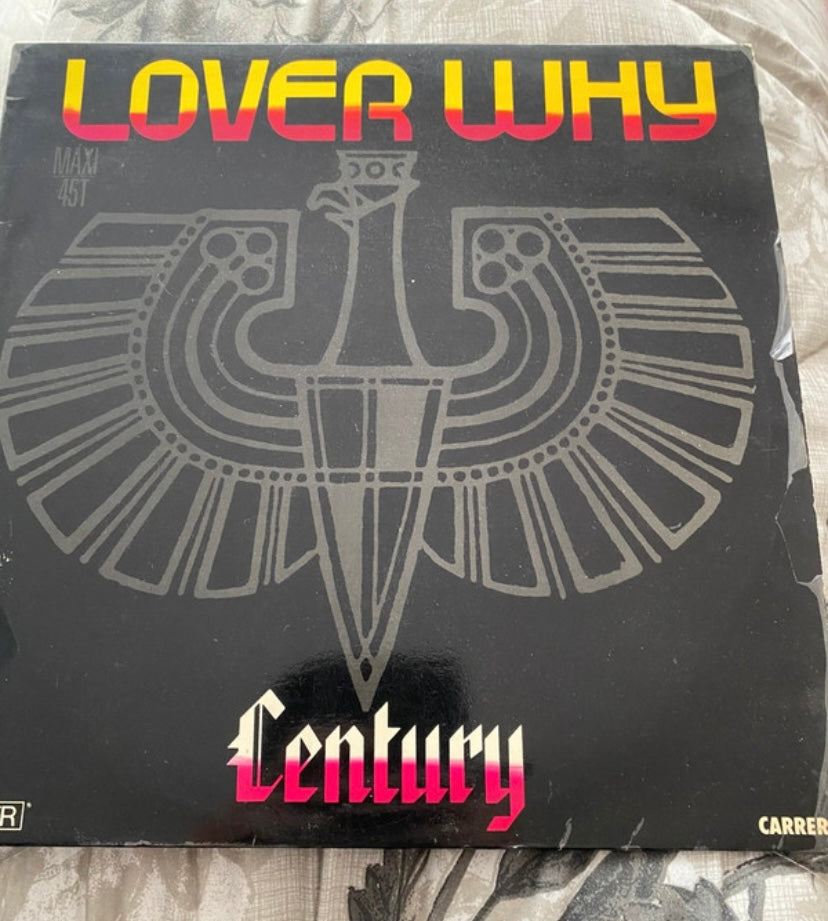 LOVER WHY
MAXI
45T
Century
R
CARRER